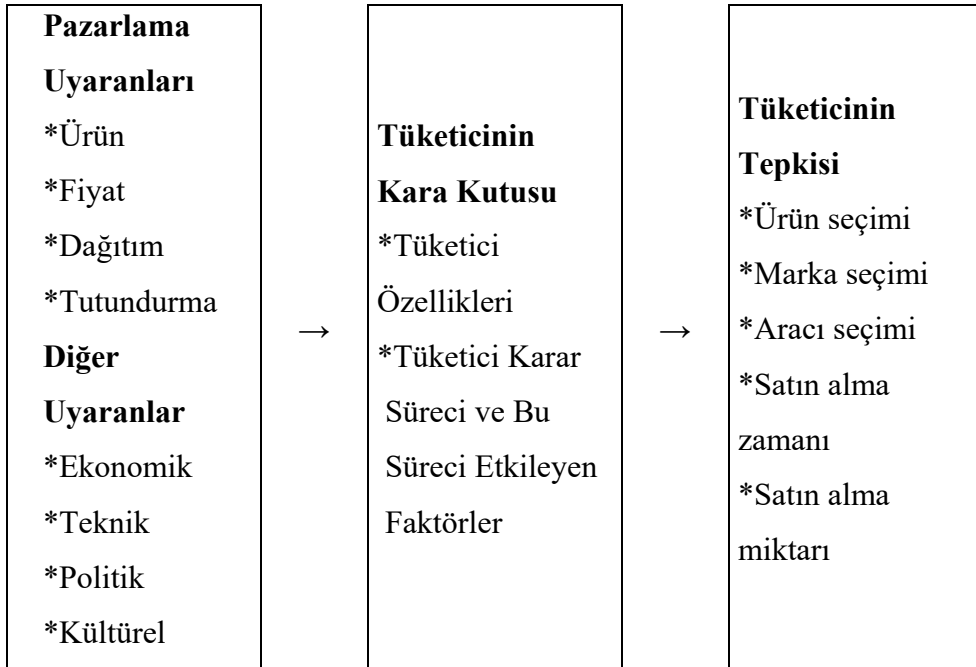 Pazarlama
Uyaranları
*Ürün
*Fiyat
*Dağıtım
*Tutundurma
Diğer
Uyaranlar
*Ekonomik
*Teknik
*Politik
*Kültürel
→
Tüketicinin
Kara Kutusu
*Tüketici
Özellikleri
*Tüketici Karar
Süreci ve Bu
Süreci Etkileyen
Faktörler
→
Tüketicinin
Tepkisi
*Ürün seçimi
*Marka seçimi
*Aracı seçimi
*Satın alma
zamanı
*Satın alma
miktarı